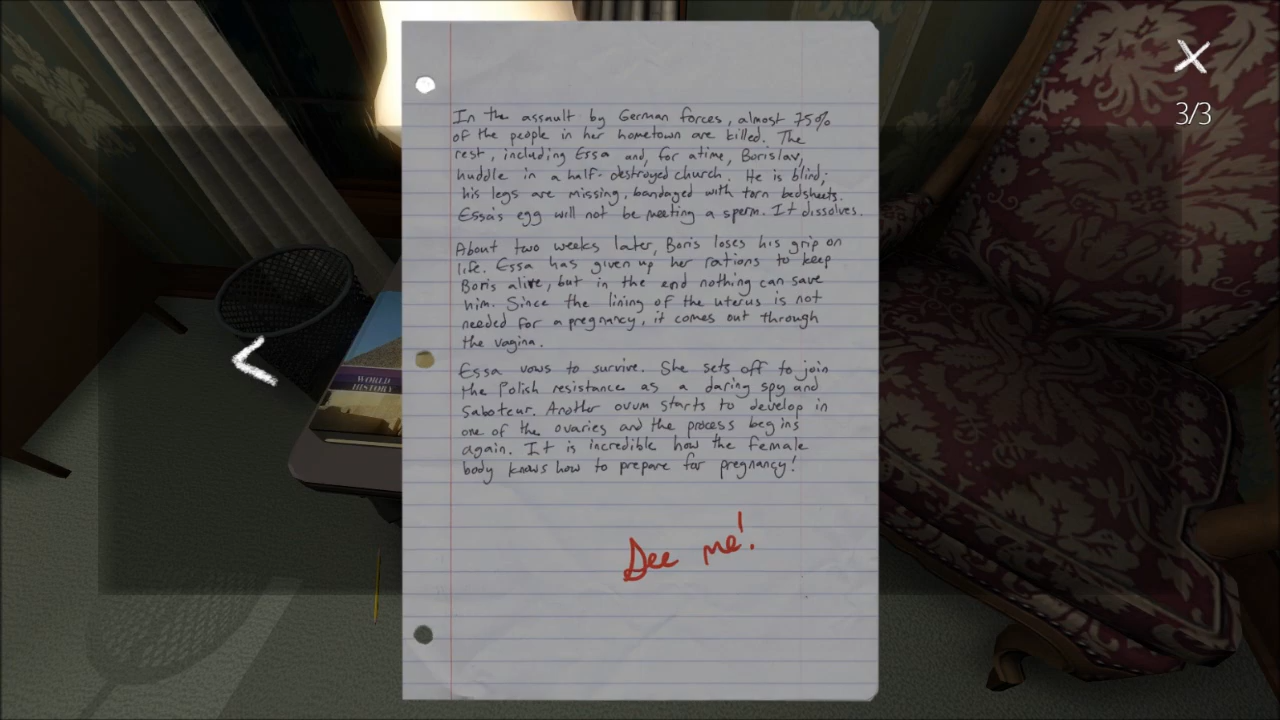 3/3
In the assault by German forces, almost 75%
of the people in her hometown are killed. The
rest, including Essa and, for a time, Borislav,
huddle in a half-destroyed church. He is blind;
his legs are missing, bandaged with torn bedsheets.
Essa's egg will not be meeting a sperm. It dissolves.
About two weeks later, Boris loses his grip on
life. Essa has given up her rations to keep
Boris alive, but in the end nothing can save
him. Since the lining of the uterus is not
needed for a pregnancy, it comes out through
the vagina.
Essa vows to survive. She sets off to join
the Polish resistance as a daring spy and
saboteur. Another ovum starts to develop in
one of the ovaries and the process begins
again. It is incredible how the female
body knows how to prepare for pregnancy!
See me!
WORLD
HISTORY